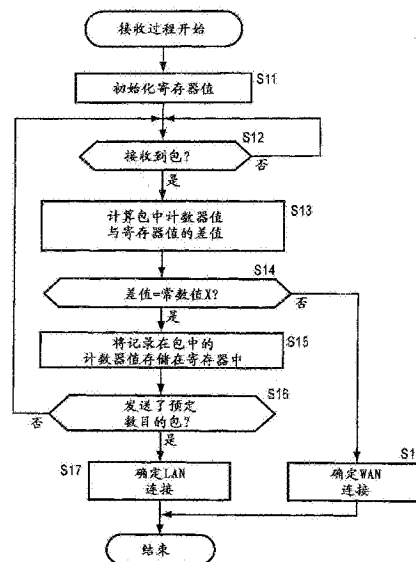 接收过程开始
S11
初始化寄存器值
S12
接收到包?
否
是
S13
计算包中计数器值
与寄存器值的差值
S14
差值=常数值X?
否
是
S15
将记录在包中的
计数器值存储在寄存器中
S16
发送了预定
数目的包?
否
是
S17
确定LAN
连接
S1
确定WAN
连接
结束